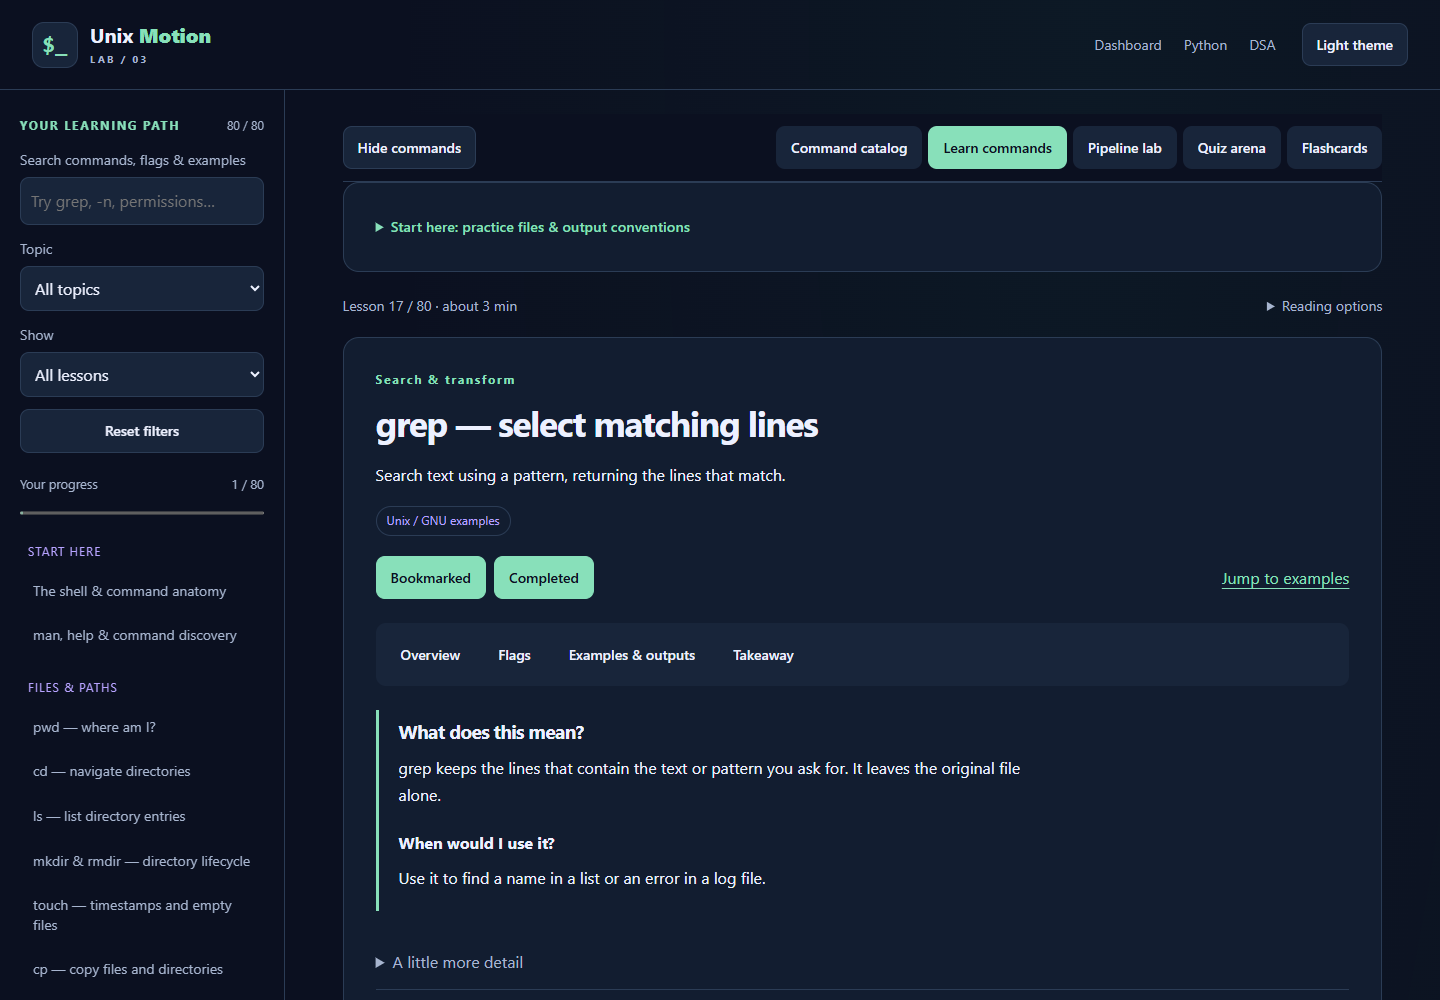 $_
Unix Motion
LAB / 03
Dashboard
Python
DSA
Light theme
YOUR LEARNING PATH
80 / 80
Search commands, flags & examples
Try grep, -n, permissions...
Topic
All topics
Show
All lessons
Reset filters
Your progress
1 / 80
START HERE
The shell & command anatomy
man, help & command discovery
FILES & PATHS
pwd — where am I?
cd — navigate directories
ls — list directory entries
mkdir & rmdir — directory lifecycle
touch — timestamps and empty
files
cp — copy files and directories
Hide commands
Command catalog
Learn commands
Pipeline lab
Quiz arena
Flashcards
Start here: practice files & output conventions
Lesson 17 / 80 · about 3 min
Reading options
Search & transform
grep — select matching lines
Search text using a pattern, returning the lines that match.
Unix / GNU examples
Bookmarked
Completed
Jump to examples
Overview
Flags
Examples & outputs
Takeaway
What does this mean?
grep keeps the lines that contain the text or pattern you ask for. It leaves the original file
alone.
When would I use it?
Use it to find a name in a list or an error in a log file.
A little more detail